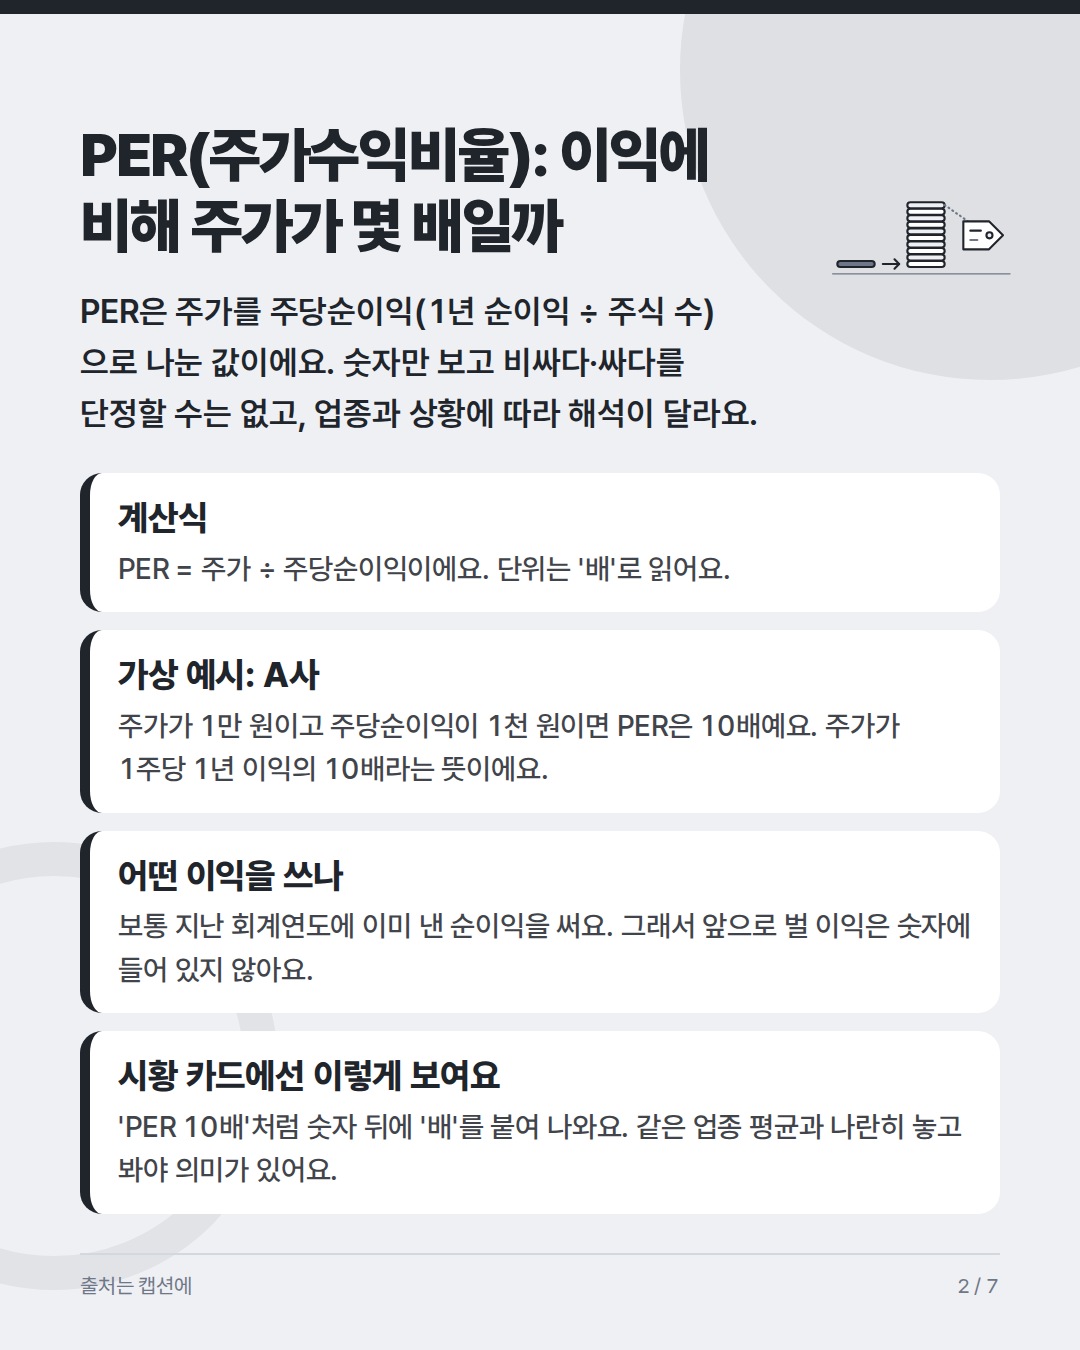 PER(주가수익비율): 이익에
비해 주가가 몇 배일까
PER은 주가를 주당순이익(1년 순이익 ÷ 주식 수)
으로 나눈 값이에요. 숫자만 보고 비싸다·싸다를
단정할 수는 없고, 업종과 상황에 따라 해석이 달라요.
계산식
PER = 주가 ÷ 주당순이익이에요. 단위는 '배'로 읽어요.
가상 예시: A사
주가가 1만 원이고 주당순이익이 1천 원이면 PER은 10배예요. 주가가
1주당 1년 이익의 10배라는 뜻이에요.
어떤 이익을 쓰나
보통 지난 회계연도에 이미 낸 순이익을 써요. 그래서 앞으로 벌 이익은 숫자에
들어 있지 않아요.
시황 카드에선 이렇게 보여요
'PER 10배'처럼 숫자 뒤에 '배'를 붙여 나와요. 같은 업종 평균과 나란히 놓고
봐야 의미가 있어요.
출처는 캡션에
2 / 7